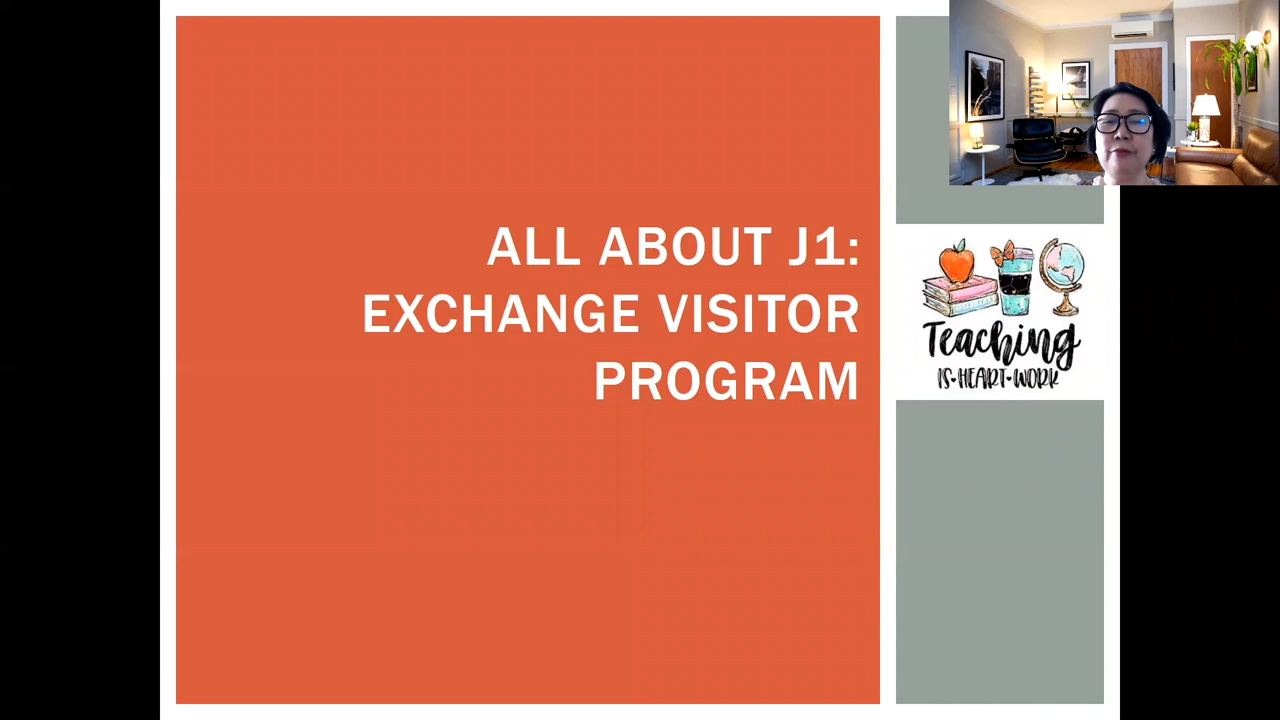 ALL ABOUT J1:
EXCHANGE VISITOR
PROGRAM
Teaching
IS•HEART•WORK